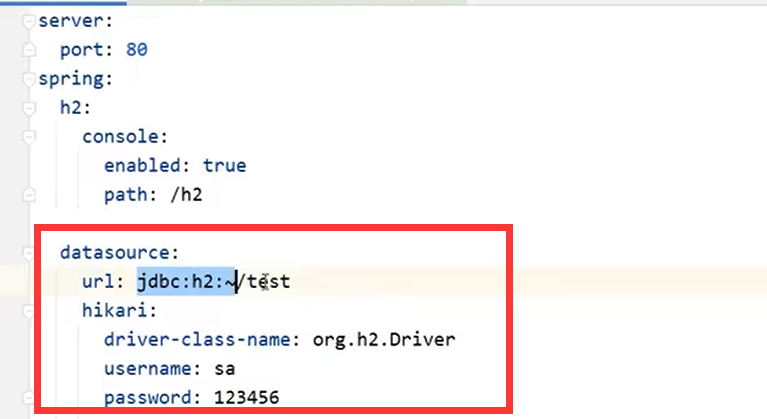 server:
port: 80
spring:
h2:
console:
enabled: true
path: /h2
datasource:
url: jdbc:h2:~/test
hikari:
driver-class-name: org.h2.Driver
username: sa
password: 123456